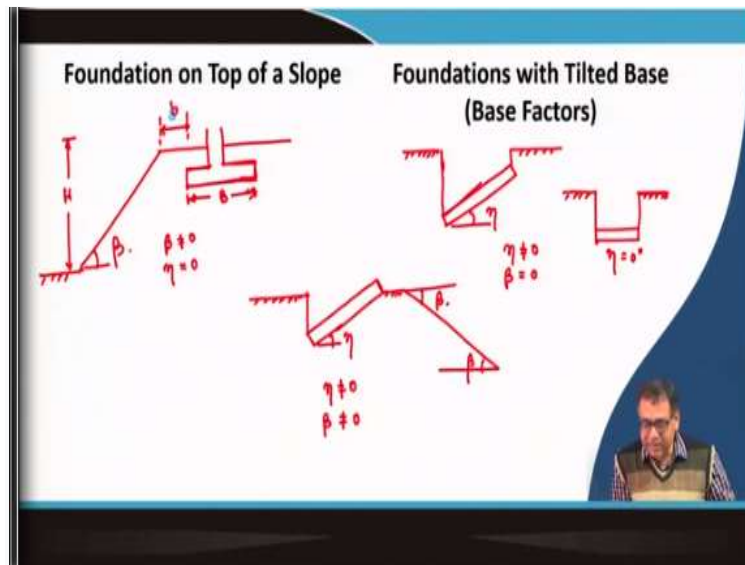 Foundation on Top of a Slope
Foundations with Tilted Base
(Base Factors)
b
H
B
β.
β ≠ 0
η = 0
η
η ≠ 0
β = 0
η = 0°
η
β.
β
η ≠ 0
β ≠ 0